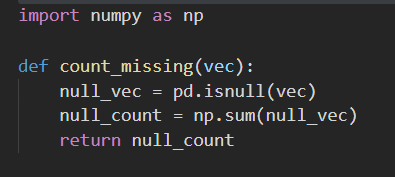 import numpy as np
def count_missing(vec):
    null_vec = pd.isnull(vec)
    null_count = np.sum(null_vec)
    return null_count